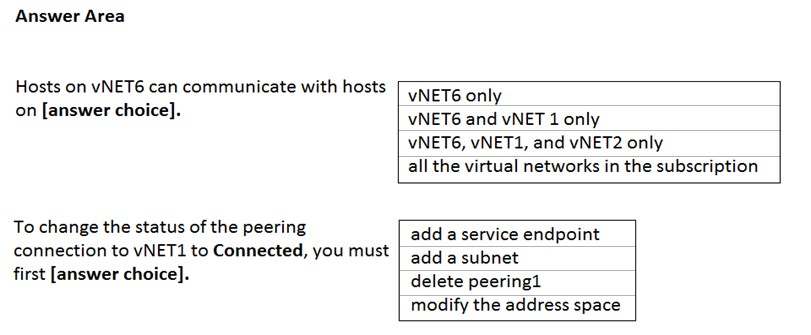 Answer Area
Hosts on vNET6 can communicate with hosts
on [answer choice].
vNET6 only
vNET6 and vNET 1 only
vNET6, vNET1, and vNET2 only
all the virtual networks in the subscription
To change the status of the peering
connection to vNET1 to Connected, you must
first [answer choice].
add a service endpoint
add a subnet
delete peering1
modify the address space